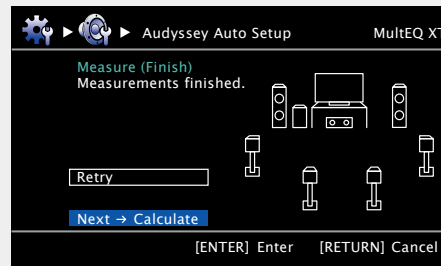 Audyssey Auto Setup MultEQ XT
Measure (Finish)
Measurements finished.
Retry
Next → Calculate
[ENTER] Enter [RETURN] Cancel